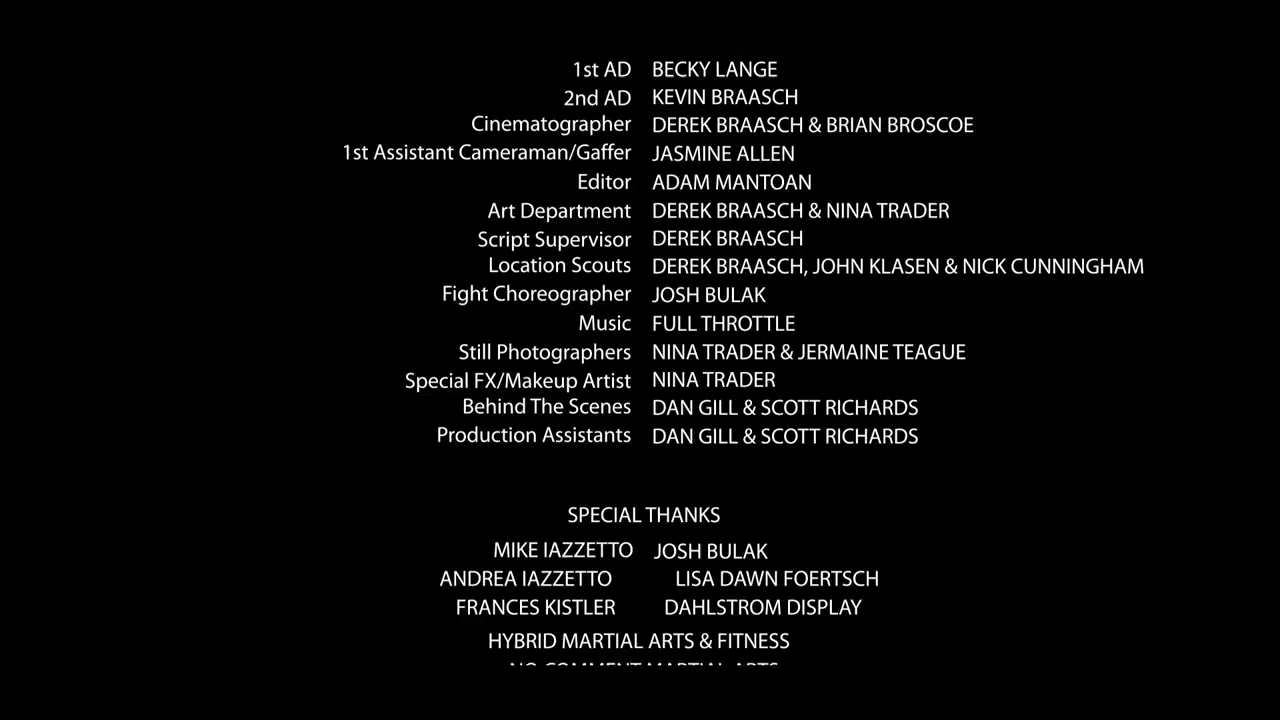 1st AD BECKY LANGE
2nd AD KEVIN BRAASCH
Cinematographer DEREK BRAASCH & BRIAN BROSCOE
1st Assistant Cameraman/Gaffer JASMINE ALLEN
Editor ADAM MANTOAN
Art Department DEREK BRAASCH & NINA TRADER
Script Supervisor DEREK BRAASCH
Location Scouts DEREK BRAASCH, JOHN KLASEN & NICK CUNNINGHAM
Fight Choreographer JOSH BULAK
Music FULL THROTTLE
Still Photographers NINA TRADER & JERMAINE TEAGUE
Special FX/Makeup Artist NINA TRADER
Behind The Scenes DAN GILL & SCOTT RICHARDS
Production Assistants DAN GILL & SCOTT RICHARDS
SPECIAL THANKS
MIKE IAZZETTO JOSH BULAK
ANDREA IAZZETTO LISA DAWN FOERTSCH
FRANCES KISTLER DAHLSTROM DISPLAY
HYBRID MARTIAL ARTS & FITNESS
NO COMMENT MARTIAL ARTS